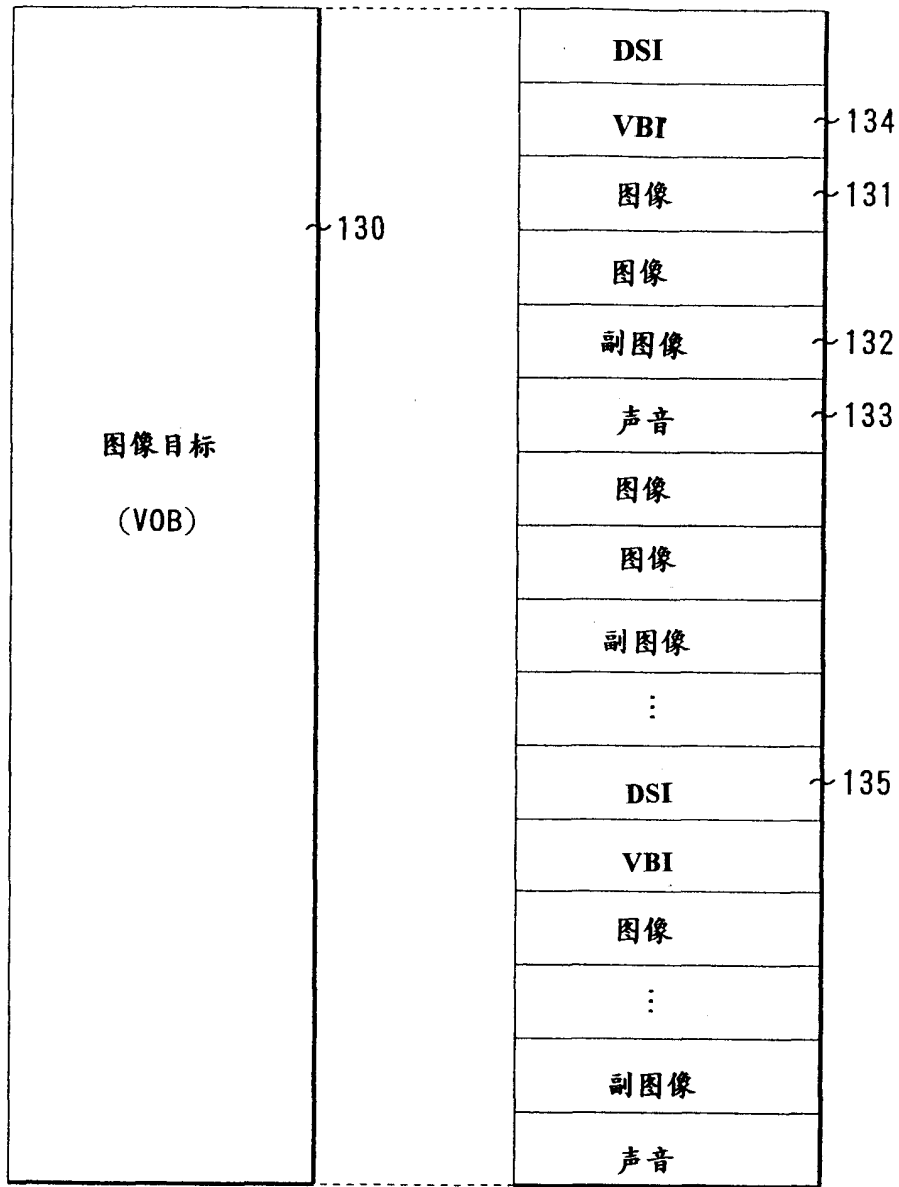 DSI
VBI
~134
图像
~131
~130
图像
副图像
~132
声音
~133
图像目标
(VOB)
图像
图像
副图像
⋮
DSI
~135
VBI
图像
⋮
副图像
声音